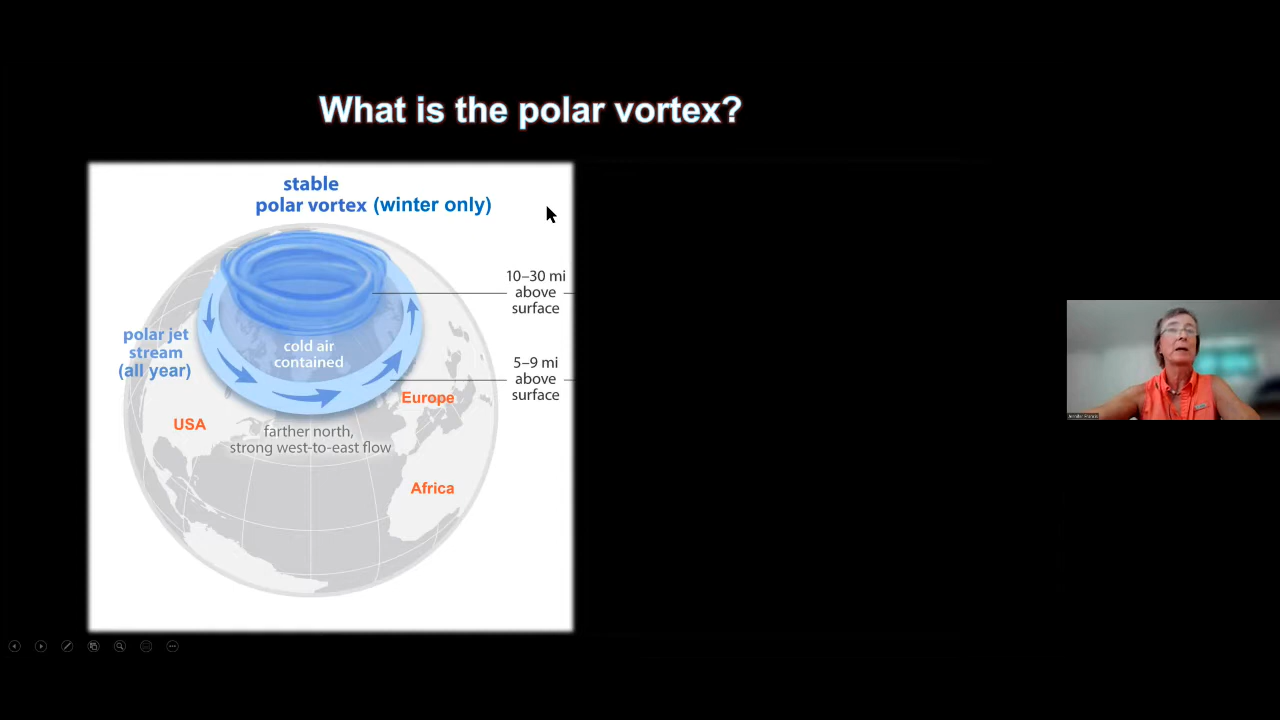 What is the polar vortex?
stable
polar vortex (winter only)
10–30 mi
above
surface
polar jet
stream
(all year)
cold air
contained
5–9 mi
above
surface
Europe
USA
farther north,
strong west-to-east flow
Africa
Jennifer Francis